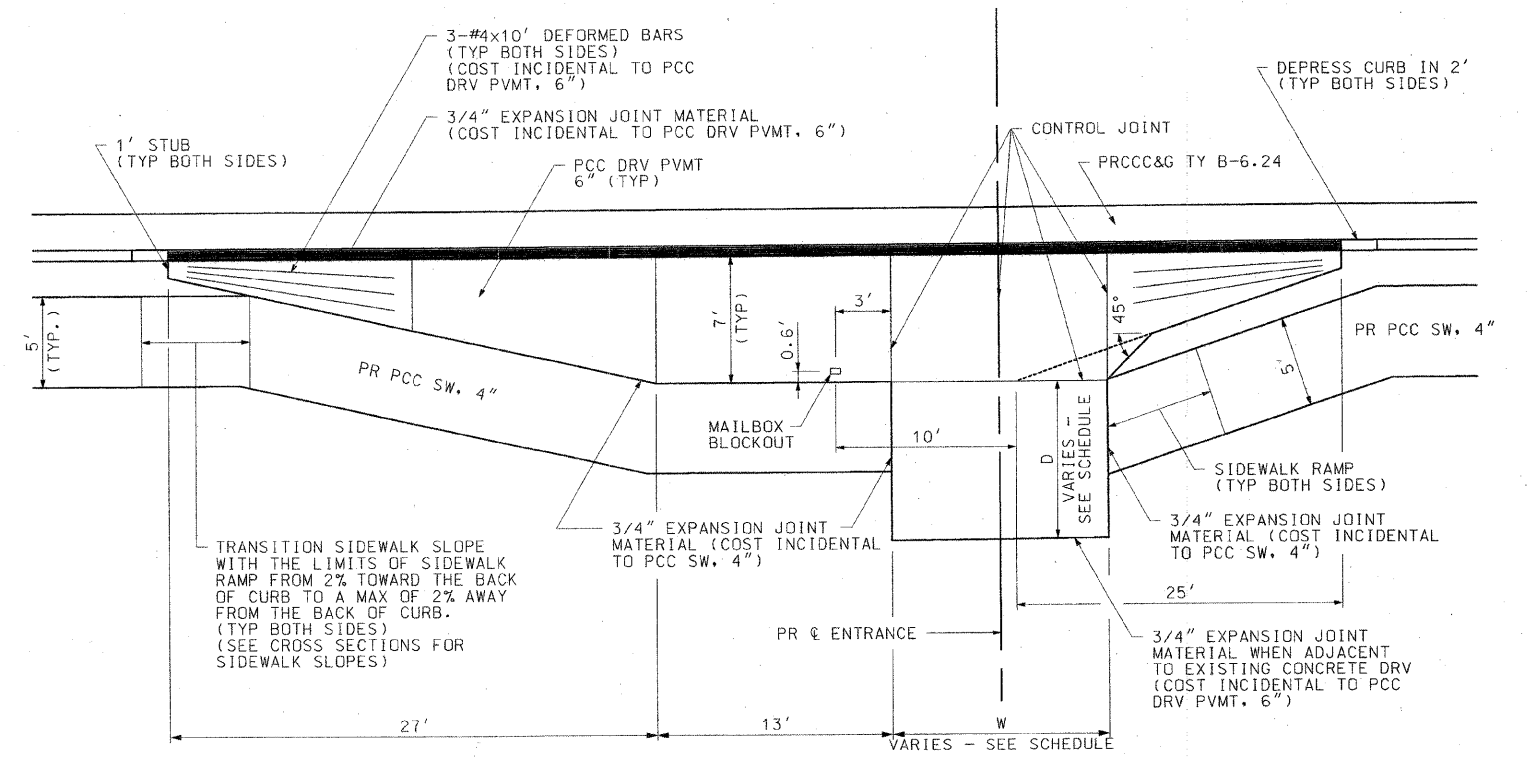 3-#4x10' DEFORMED BARS
(TYP BOTH SIDES)
(COST INCIDENTAL TO PCC
DRV PVMT, 6")
DEPRESS CURB IN 2'
(TYP BOTH SIDES)
3/4" EXPANSION JOINT MATERIAL
(COST INCIDENTAL TO PCC DRV PVMT, 6")
1' STUB
(TYP BOTH SIDES)
CONTROL JOINT
PCC DRV PVMT
6" (TYP)
PRCCC&G TY B-6.24
5'
(TYP.)
7'
(TYP)
3'
0.6'
45°
PR PCC SW, 4"
PR PCC SW, 4"
5'
MAILBOX
BLOCKOUT
10'
D
VARIES -
SEE SCHEDULE
SIDEWALK RAMP
(TYP BOTH SIDES)
3/4" EXPANSION JOINT
MATERIAL (COST INCIDENTAL
TO PCC SW, 4")
3/4" EXPANSION JOINT
MATERIAL (COST INCIDENTAL
TO PCC SW, 4")
TRANSITION SIDEWALK SLOPE
WITH THE LIMITS OF SIDEWALK
RAMP FROM 2% TOWARD THE BACK
OF CURB TO A MAX OF 2% AWAY
FROM THE BACK OF CURB.
(TYP BOTH SIDES)
(SEE CROSS SECTIONS FOR
SIDEWALK SLOPES)
25'
PR ℄ ENTRANCE
3/4" EXPANSION JOINT
MATERIAL WHEN ADJACENT
TO EXISTING CONCRETE DRV
(COST INCIDENTAL TO PCC
DRV PVMT, 6")
27'
13'
W
VARIES - SEE SCHEDULE